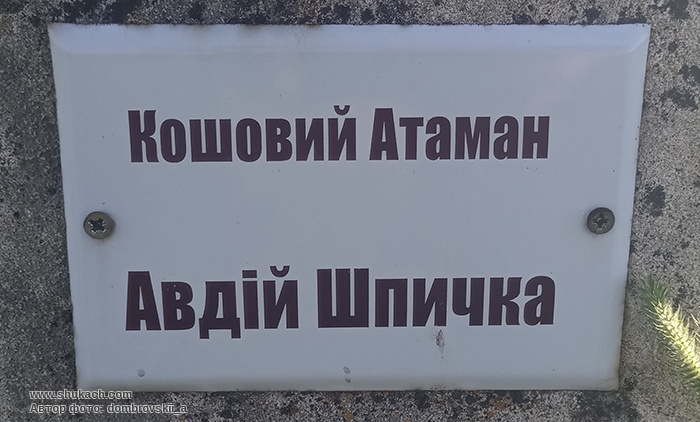 Кошовий Атаман
Авдій Шпичка
www.shukach.com
Автор фото: dombrovskii_a